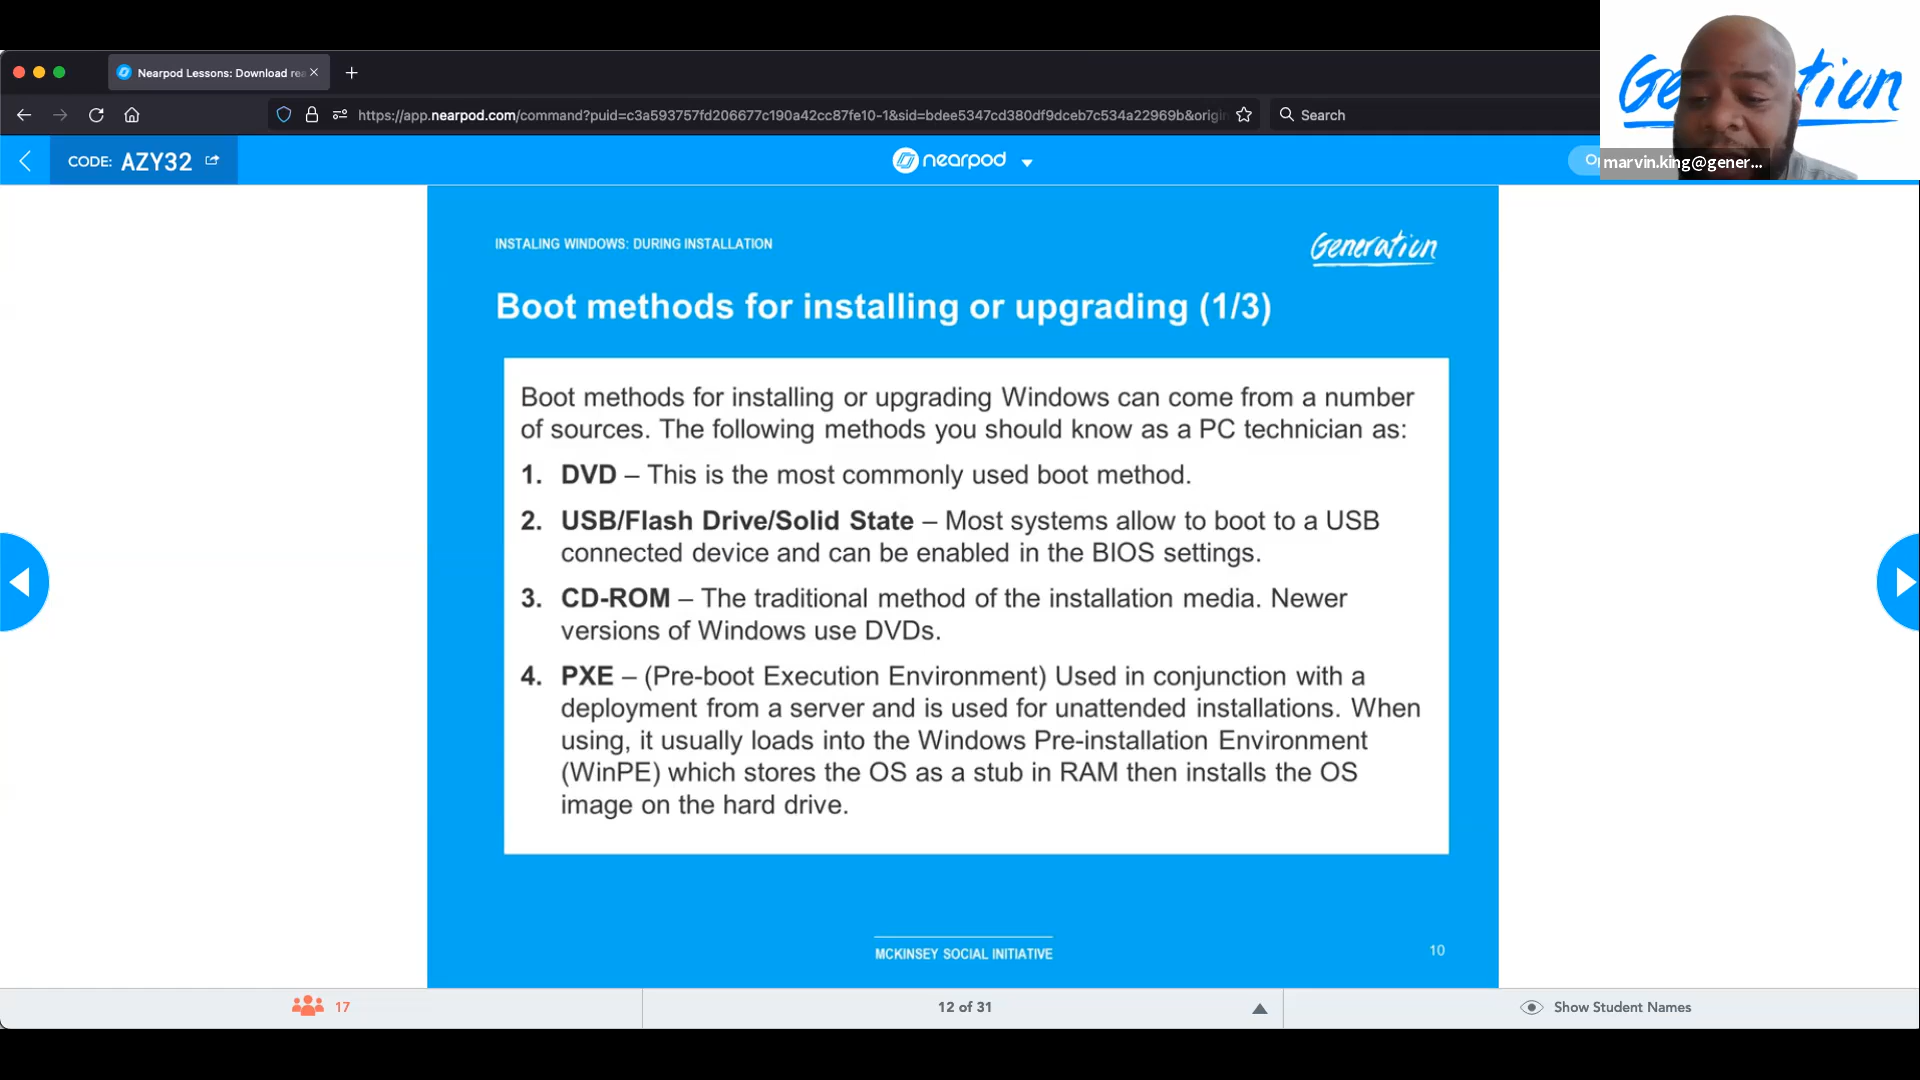 Nearpod Lessons: Download rea
https://app.nearpod.com/command?puid=c3a593757fd206677c190a42cc87fe10-1&sid=bdee5347cd380df9dceb7c534a22969b&origi
Search
marvin.king@gener...
CODE: AZY32
nearpod
INSTALING WINDOWS: DURING INSTALLATION
Generation
Boot methods for installing or upgrading (1/3)
Boot methods for installing or upgrading Windows can come from a number
of sources. The following methods you should know as a PC technician as:
1. DVD – This is the most commonly used boot method.
2. USB/Flash Drive/Solid State – Most systems allow to boot to a USB
connected device and can be enabled in the BIOS settings.
3. CD-ROM – The traditional method of the installation media. Newer
versions of Windows use DVDs.
4. PXE – (Pre-boot Execution Environment) Used in conjunction with a
deployment from a server and is used for unattended installations. When
using, it usually loads into the Windows Pre-installation Environment
(WinPE) which stores the OS as a stub in RAM then installs the OS
image on the hard drive.
MCKINSEY SOCIAL INITIATIVE
10
17
12 of 31
Show Student Names